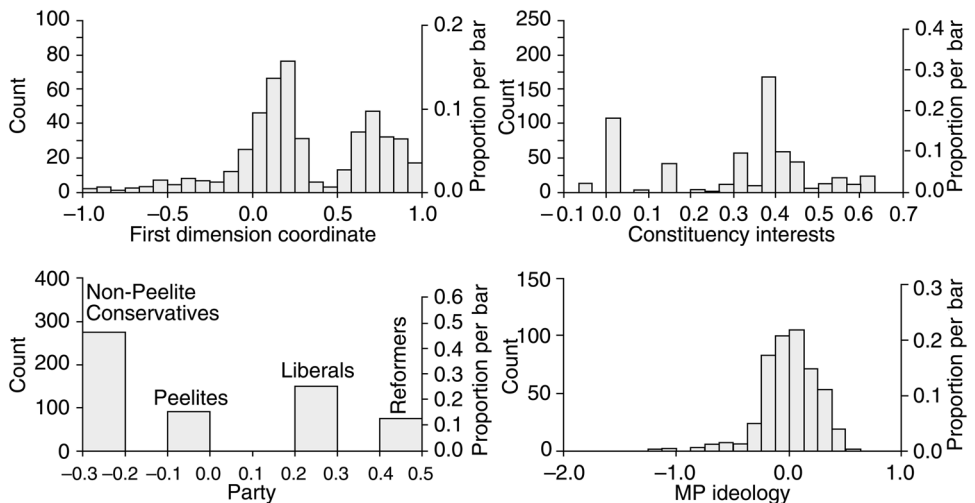 100
80
60
40
20
0
Count
0.2
0.1
0.0
Proportion per bar
−1.0 −0.5 0.0 0.5 1.0
First dimension coordinate
250
200
150
100
50
0
Count
0.4
0.3
0.2
0.1
0.0
Proportion per bar
−0.1 0.0 0.1 0.2 0.3 0.4 0.5 0.6 0.7
Constituency interests
400
300
200
100
0
Count
Non-Peelite
Conservatives
Peelites
Liberals
Reformers
0.6
0.5
0.4
0.3
0.2
0.1
0.0
Proportion per bar
−0.3 −0.2 −0.1 0.0 0.1 0.2 0.3 0.4 0.5
Party
150
100
50
0
Count
0.3
0.2
0.1
0.0
Proportion per bar
−2.0 −1.0 0.0 1.0
MP ideology